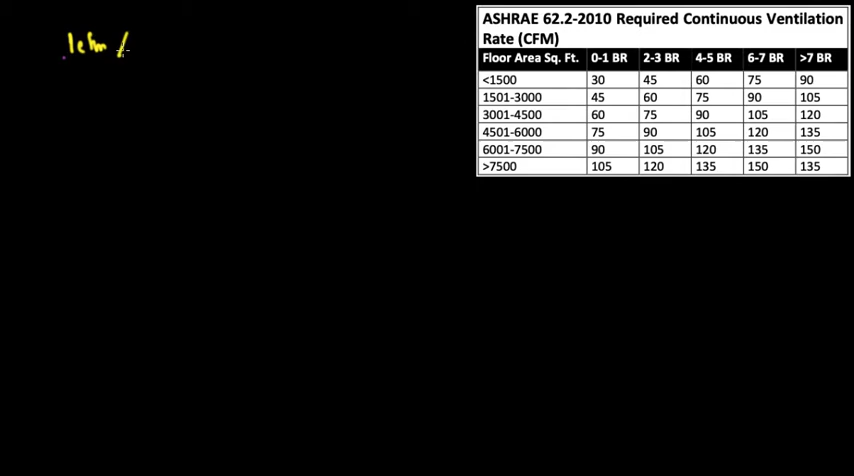 1cfm /
ASHRAE 62.2-2010 Required Continuous Ventilation
Rate (CFM)
Floor Area Sq. Ft. 0-1 BR 2-3 BR 4-5 BR 6-7 BR >7 BR
<1500 30 45 60 75 90
1501-3000 45 60 75 90 105
3001-4500 60 75 90 105 120
4501-6000 75 90 105 120 135
6001-7500 90 105 120 135 150
>7500 105 120 135 150 135